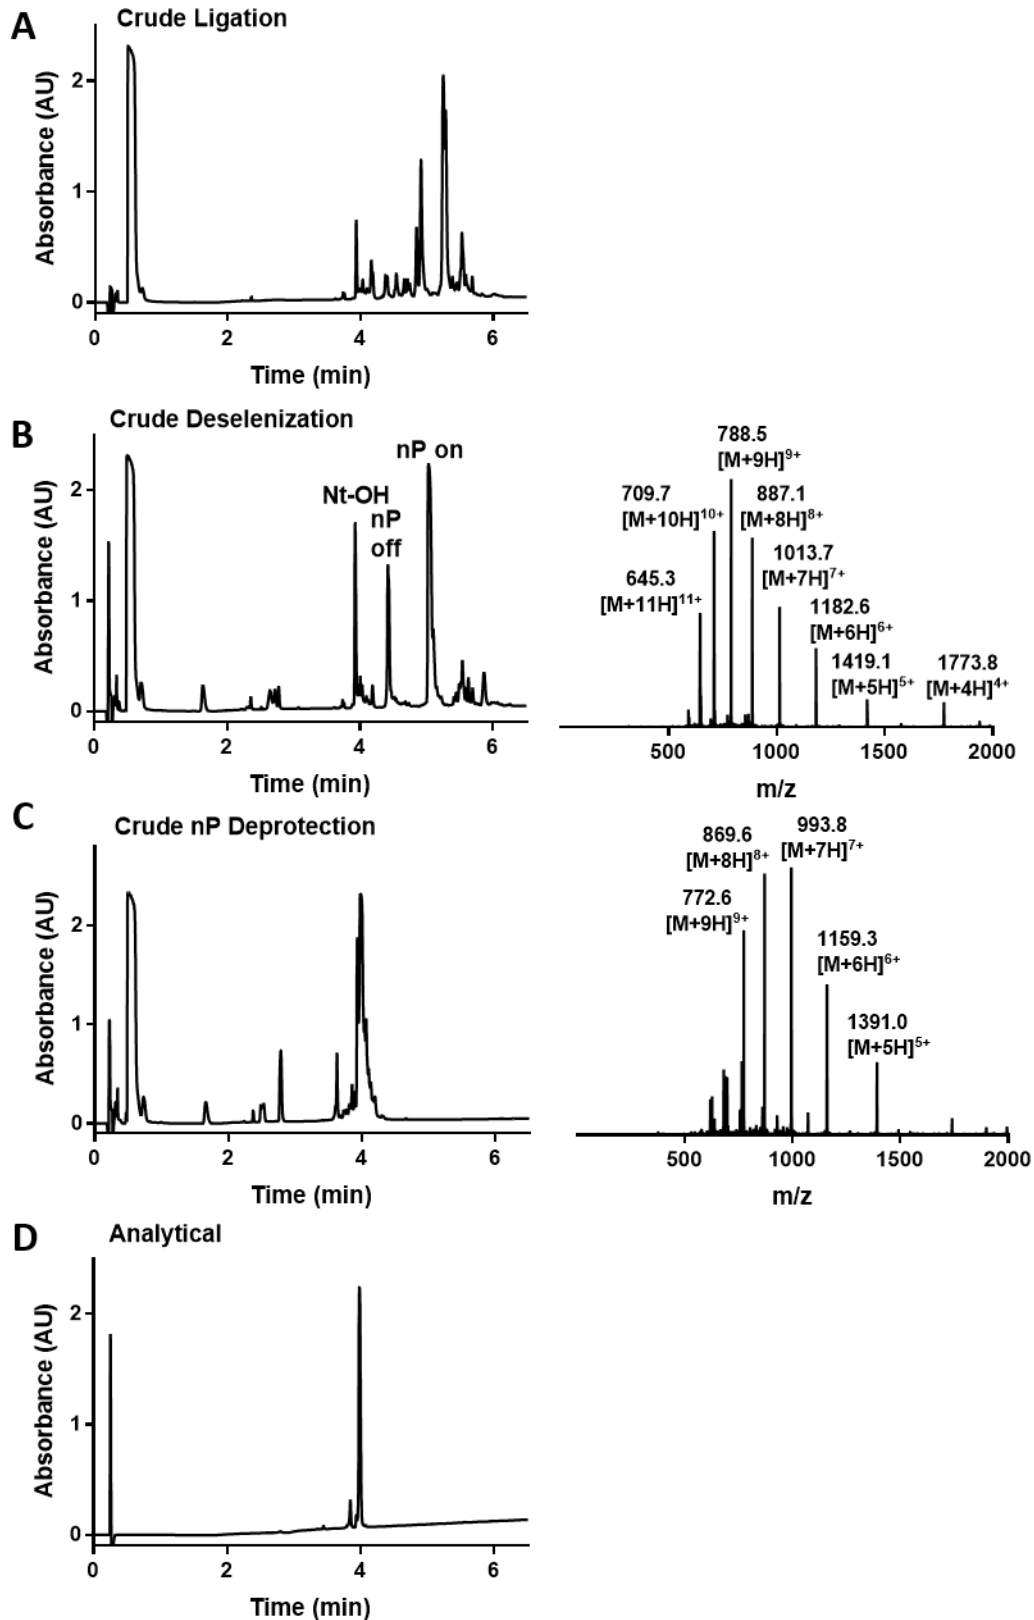 A
Crude Ligation
Absorbance (AU)
2
1
0
0 2 4 6
Time (min)
B
Crude Deselenization
Absorbance (AU)
2
1
0
nP on
Nt-OH
nP
off
0 2 4 6
Time (min)
788.5
[M+9H]9+
709.7
[M+10H]10+
887.1
[M+8H]8+
1013.7
[M+7H]7+
645.3
[M+11H]11+
1182.6
[M+6H]6+
1419.1
[M+5H]5+
1773.8
[M+4H]4+
500 1000 1500 2000
m/z
C
Crude nP Deprotection
Absorbance (AU)
2
1
0
0 2 4 6
Time (min)
869.6
[M+8H]8+
993.8
[M+7H]7+
772.6
[M+9H]9+
1159.3
[M+6H]6+
1391.0
[M+5H]5+
500 1000 1500 2000
m/z
D
Analytical
Absorbance (AU)
2
1
0
0 2 4 6
Time (min)